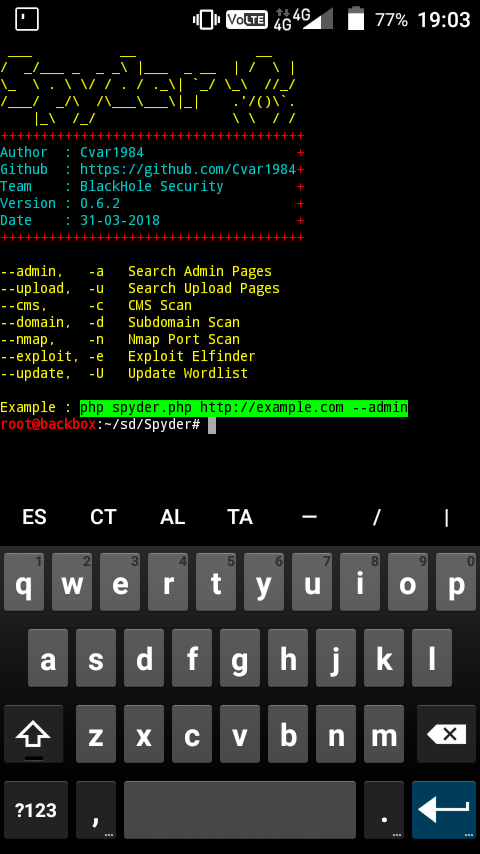 VoLTE 4G 4G 77% 19:03
+++++++++++++++++++++++++++++++++++++++
Author  : Cvar1984 +
Github  : https://github.com/Cvar1984+
Team    : BlackHole Security +
Version : 0.6.2 +
Date    : 31-03-2018 +
+++++++++++++++++++++++++++++++++++++++
--admin,   -a   Search Admin Pages
--upload,  -u   Search Upload Pages
--cms,     -c   CMS Scan
--domain,  -d   Subdomain Scan
--nmap,    -n   Nmap Port Scan
--exploit, -e   Exploit Elfinder
--update,  -U   Update Wordlist
Example : php spyder.php http://example.com --admin
root@backbox:~/sd/Spyder#
ES CT AL TA — / |
1 2 3 4 5 6 7 8 9 0
q w e r t y u i o p
a s d f g h j k l
z x c v b n m
?123 , .